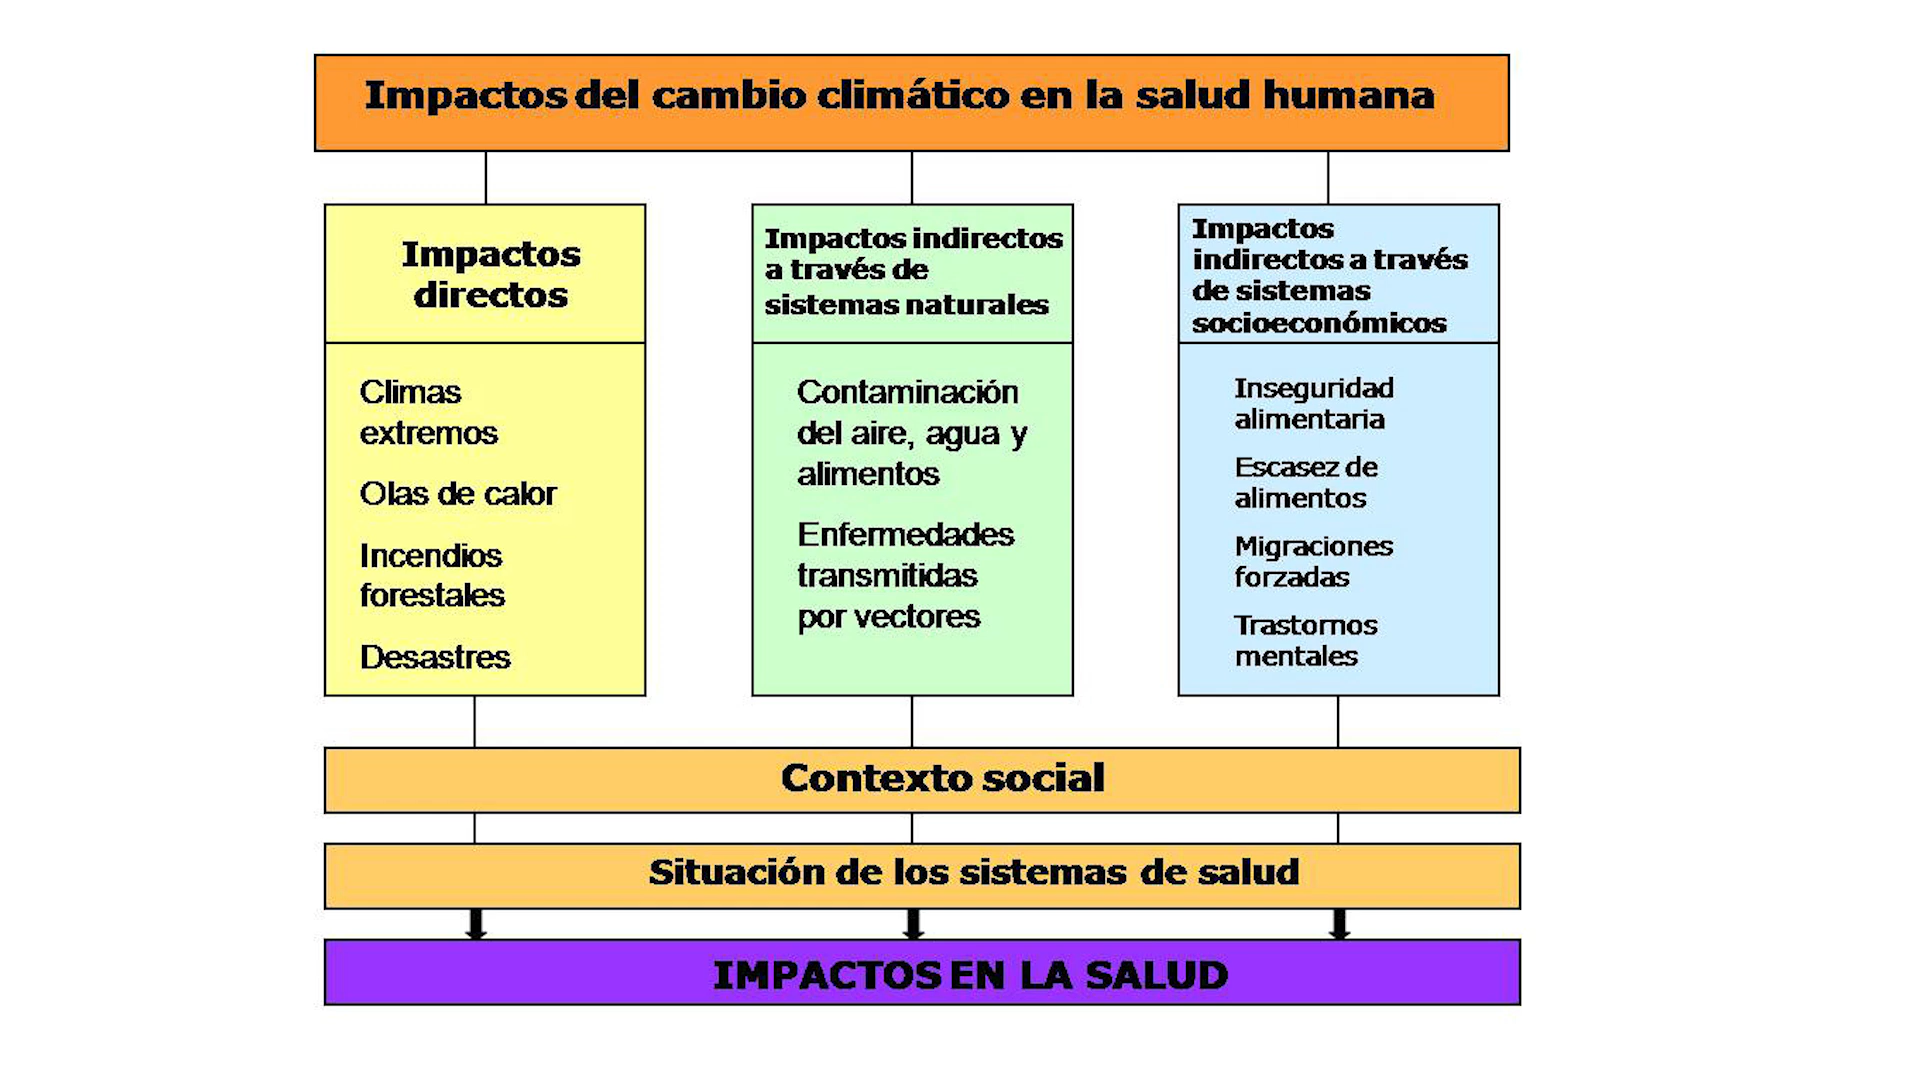 Impactos del cambio climático en la salud humana
Impactos
directos
Climas
extremos
Olas de calor
Incendios
forestales
Desastres
Impactos indirectos
a través de
sistemas naturales
Contaminación
del aire, agua y
alimentos
Enfermedades
transmitidas
por vectores
Impactos
indirectos a través
de sistemas
socioeconómicos
Inseguridad
alimentaria
Escasez de
alimentos
Migraciones
forzadas
Trastornos
mentales
Contexto social
Situación de los sistemas de salud
IMPACTOS EN LA SALUD